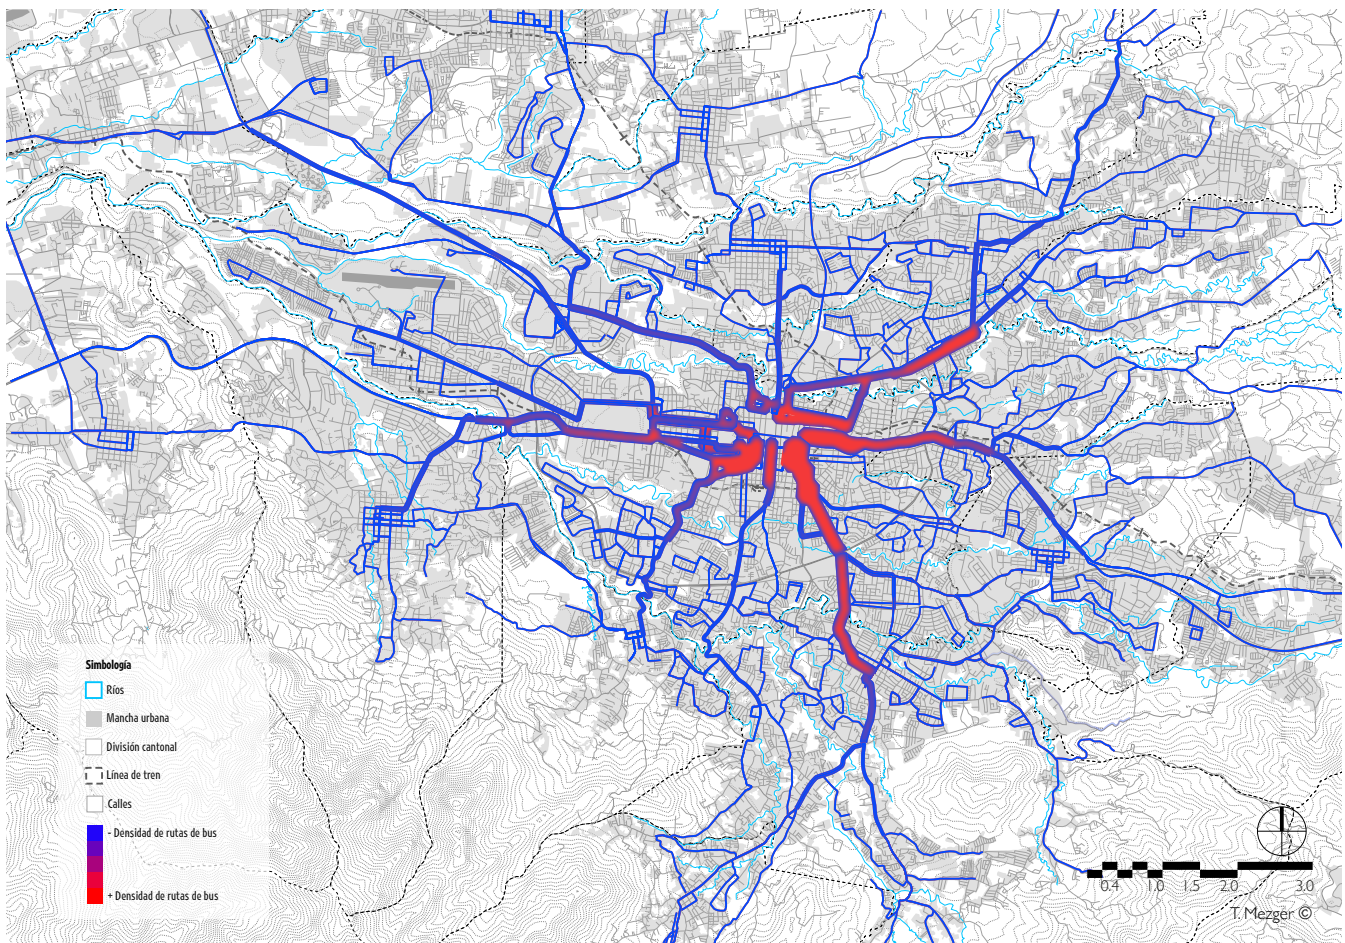 Simbología
Ríos
Mancha urbana
División cantonal
Línea de tren
Calles
- Densidad de rutas de bus
+ Densidad de rutas de bus
0.4 1.0 1.5 2.0 3.0
T. Mezger ©